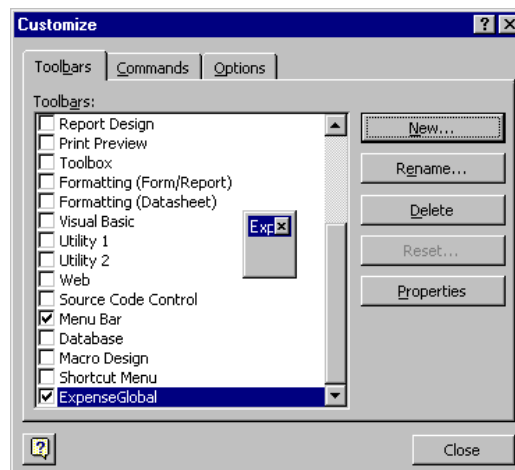 Customize
Toolbars Commands Options
Toolbars:
Report Design
Print Preview
Toolbox
Formatting (Form/Report)
Formatting (Datasheet)
Visual Basic
Utility 1
Utility 2
Web
Source Code Control
Menu Bar
Database
Macro Design
Shortcut Menu
ExpenseGlobal
Exp
New...
Rename...
Delete
Reset...
Properties
Close